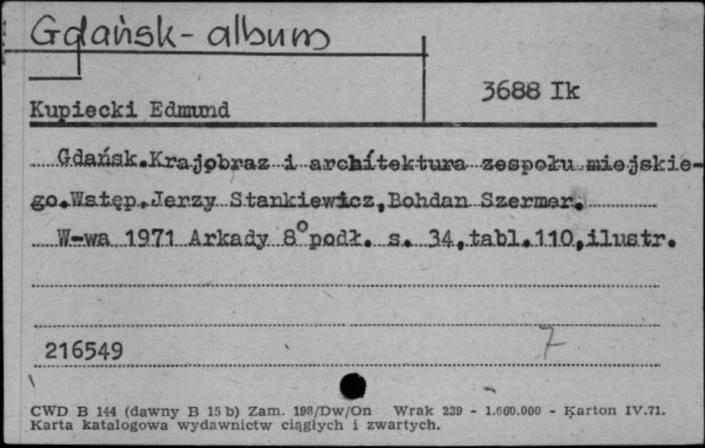 Gdańsk - album
3688 Ik
Kupiecki Edmund
Gdańsk.Krajobraz i architektura zespołu miejskie-
go.Wstęp.Jerzy Stankiewicz,Bohdan Szermer.
W-wa 1971 Arkady 8° podł. s. 34,tabl.110,ilustr.
216549
7
CWD B 144 (dawny B 15 b) Zam. 198/Dw/On Wrak 239 - 1.660.000 - Karton IV.71.
Karta katalogowa wydawnictw ciągłych i zwartych.